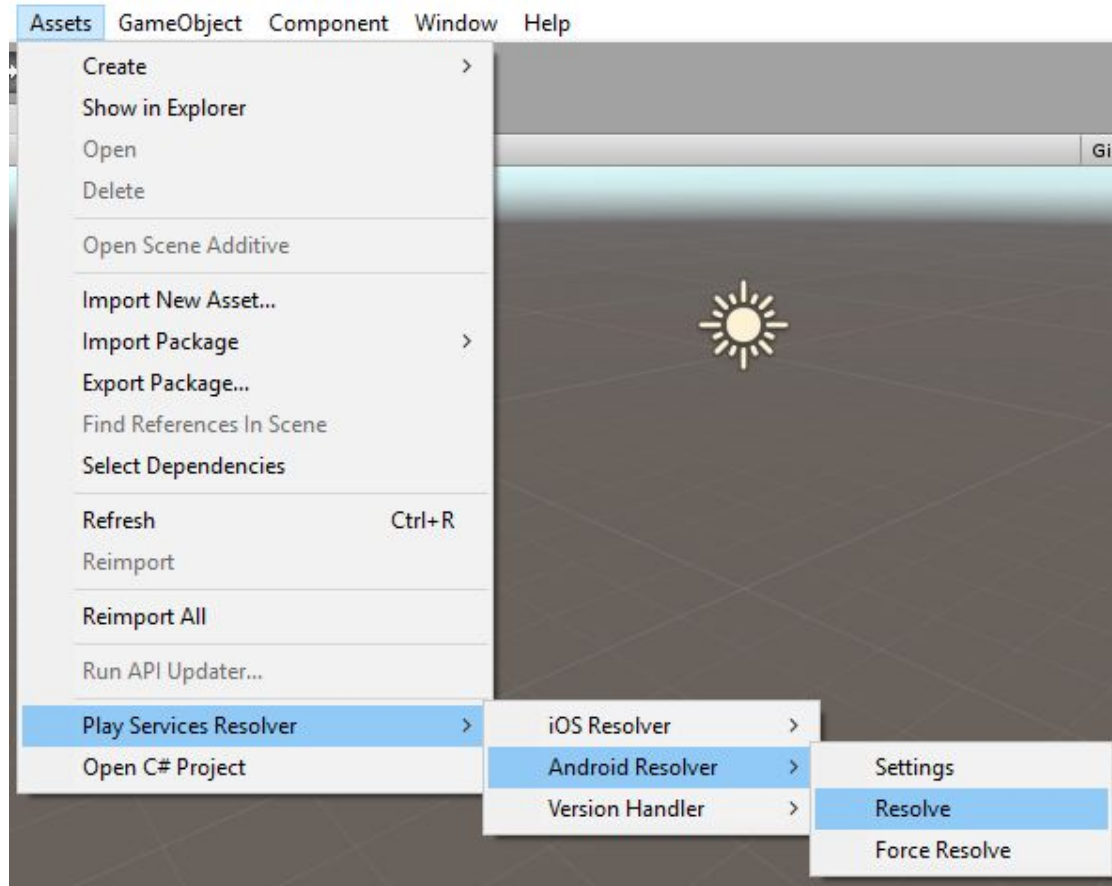 Assets GameObject Component Window Help
Create >
Show in Explorer
Open
Gi
Delete
Open Scene Additive
Import New Asset...
Import Package >
Export Package...
Find References In Scene
Select Dependencies
Refresh Ctrl+R
Reimport
Reimport All
Run API Updater...
Play Services Resolver >
Open C# Project
iOS Resolver >
Android Resolver >
Version Handler >
Settings
Resolve
Force Resolve